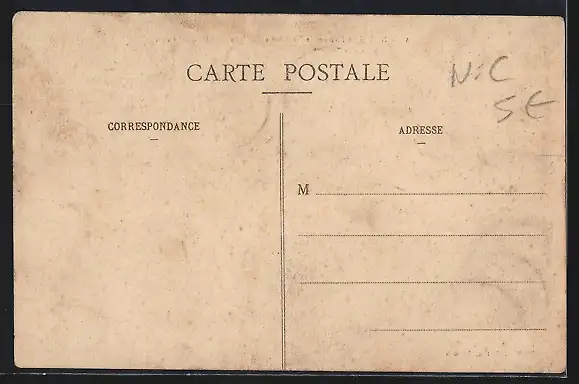 CARTE POSTALE
N.C
5€
CORRESPONDANCE
ADRESSE
M